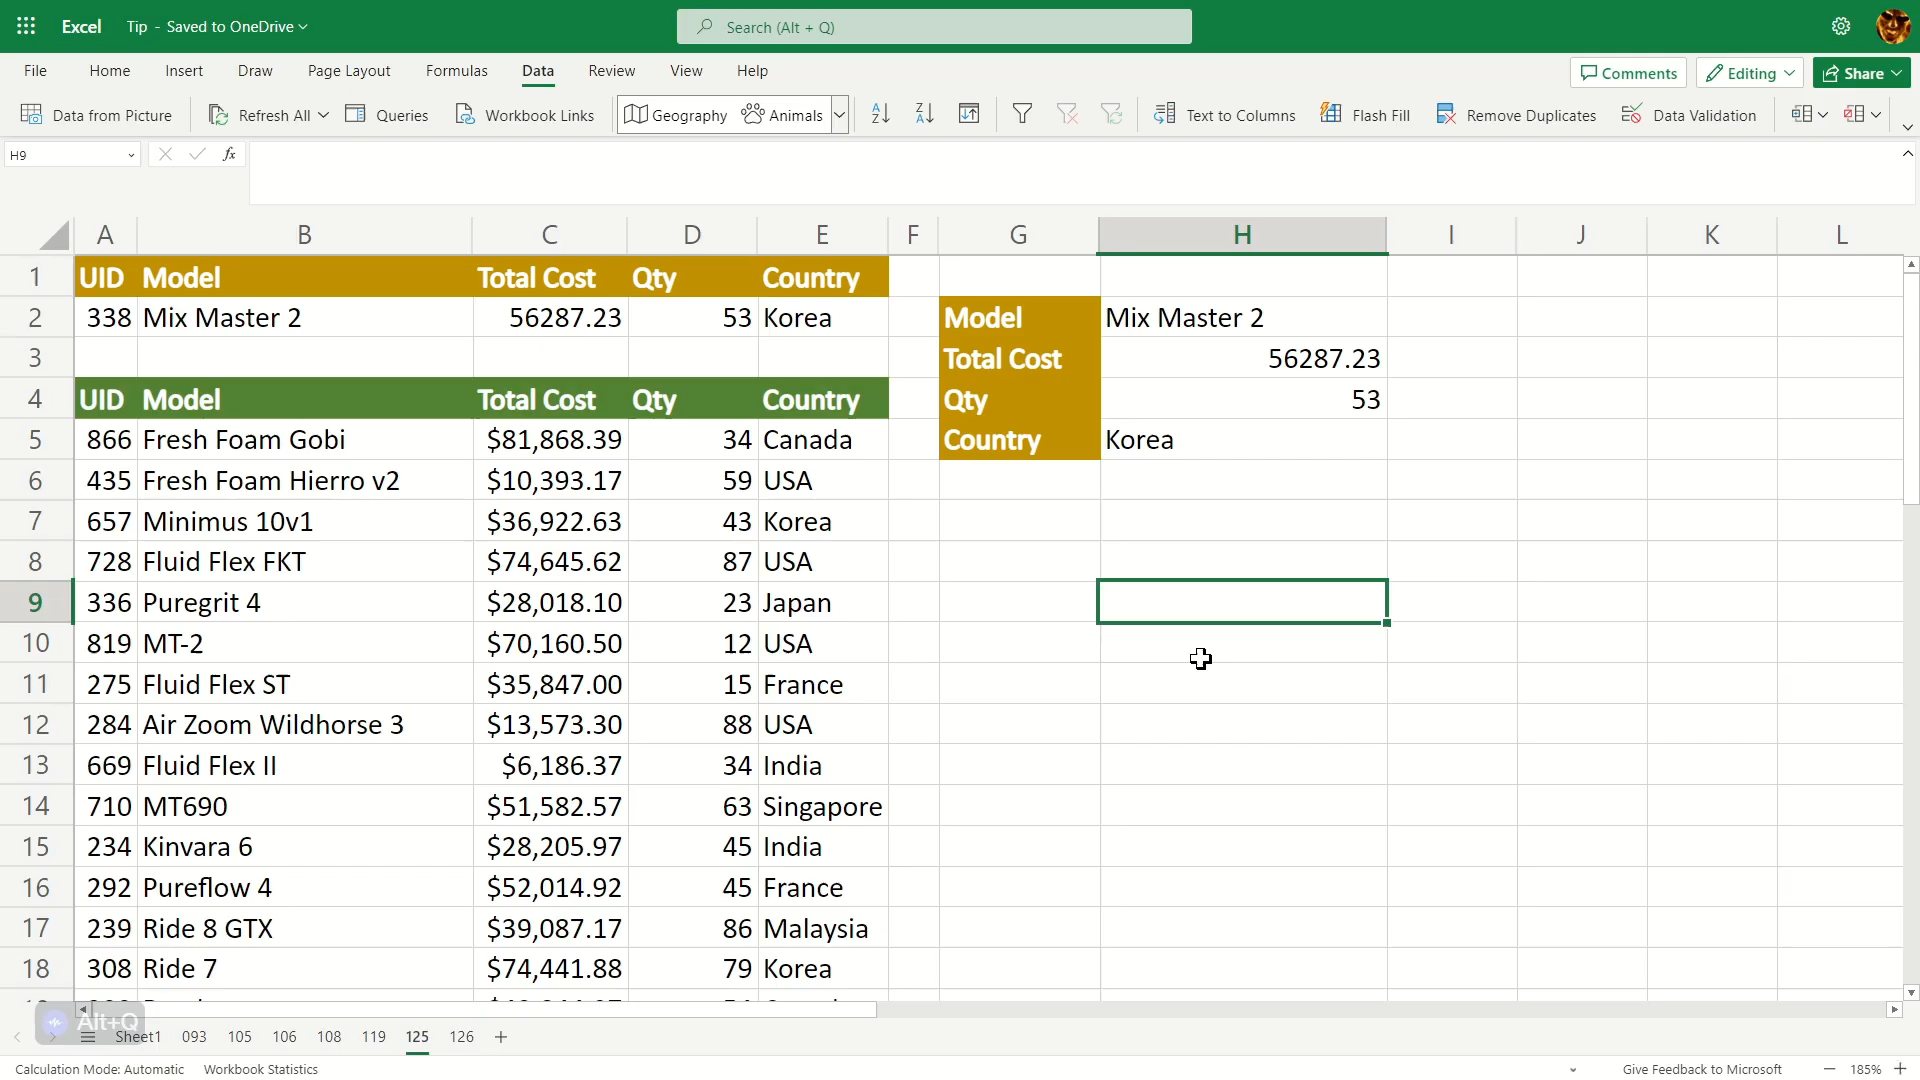 Excel Tip - Saved to OneDrive Search (Alt + Q)
File Home Insert Draw Page Layout Formulas Data Review View Help Comments Editing Share
Data from Picture Refresh All Queries Workbook Links Geography Animals Text to Columns Flash Fill Remove Duplicates Data Validation
H9 fx
A B C D E F G H I J K L
1 UID Model Total Cost Qty Country
2 338 Mix Master 2 56287.23 53 Korea Model Mix Master 2
3 Total Cost 56287.23
4 UID Model Total Cost Qty Country Qty 53
5 866 Fresh Foam Gobi $81,868.39 34 Canada Country Korea
6 435 Fresh Foam Hierro v2 $10,393.17 59 USA
7 657 Minimus 10v1 $36,922.63 43 Korea
8 728 Fluid Flex FKT $74,645.62 87 USA
9 336 Puregrit 4 $28,018.10 23 Japan
10 819 MT-2 $70,160.50 12 USA
11 275 Fluid Flex ST $35,847.00 15 France
12 284 Air Zoom Wildhorse 3 $13,573.30 88 USA
13 669 Fluid Flex II $6,186.37 34 India
14 710 MT690 $51,582.57 63 Singapore
15 234 Kinvara 6 $28,205.97 45 India
16 292 Pureflow 4 $52,014.92 45 France
17 239 Ride 8 GTX $39,087.17 86 Malaysia
18 308 Ride 7 $74,441.88 79 Korea
Alt+Q
Sheet1 093 105 106 108 119 125 126 +
Calculation Mode: Automatic Workbook Statistics Give Feedback to Microsoft 185%